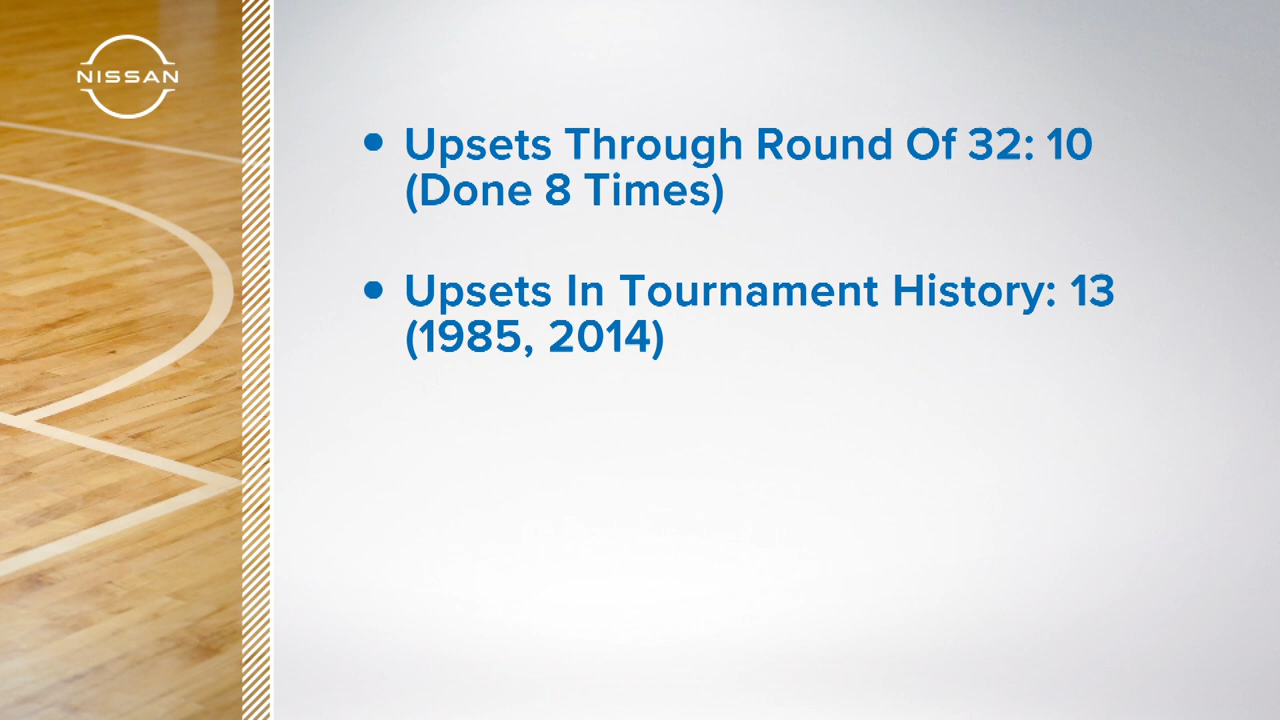 NISSAN
• Upsets Through Round Of 32: 10
(Done 8 Times)
• Upsets In Tournament History: 13
(1985, 2014)